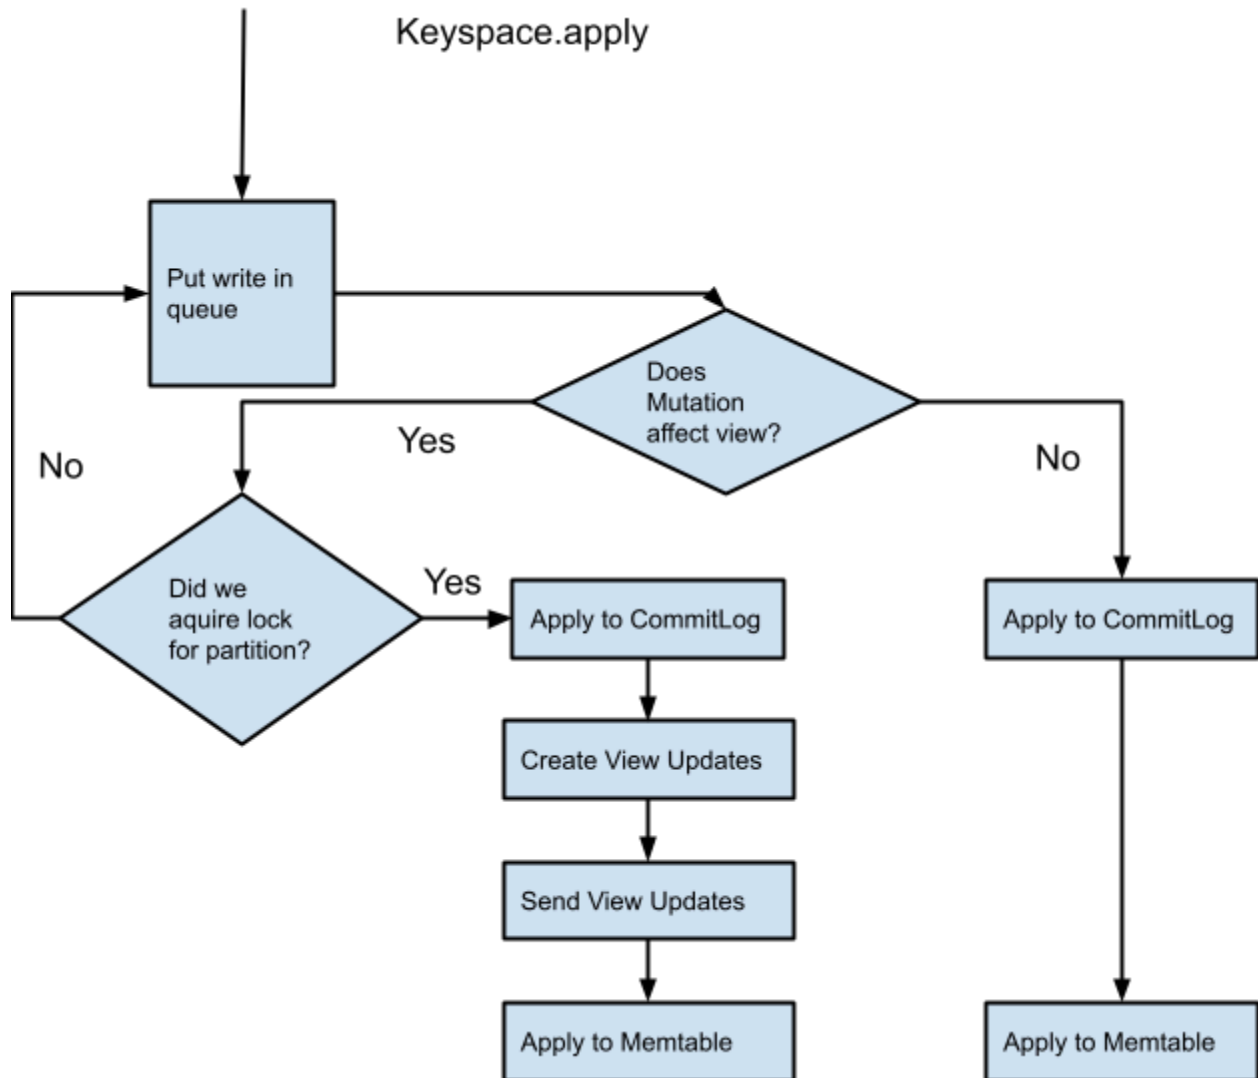 Keyspace.apply
Put write in
queue
Does
Mutation
affect view?
Yes
No
No
Did we
aquire lock
for partition?
Yes
Apply to CommitLog
Apply to CommitLog
Create View Updates
Send View Updates
Apply to Memtable
Apply to Memtable